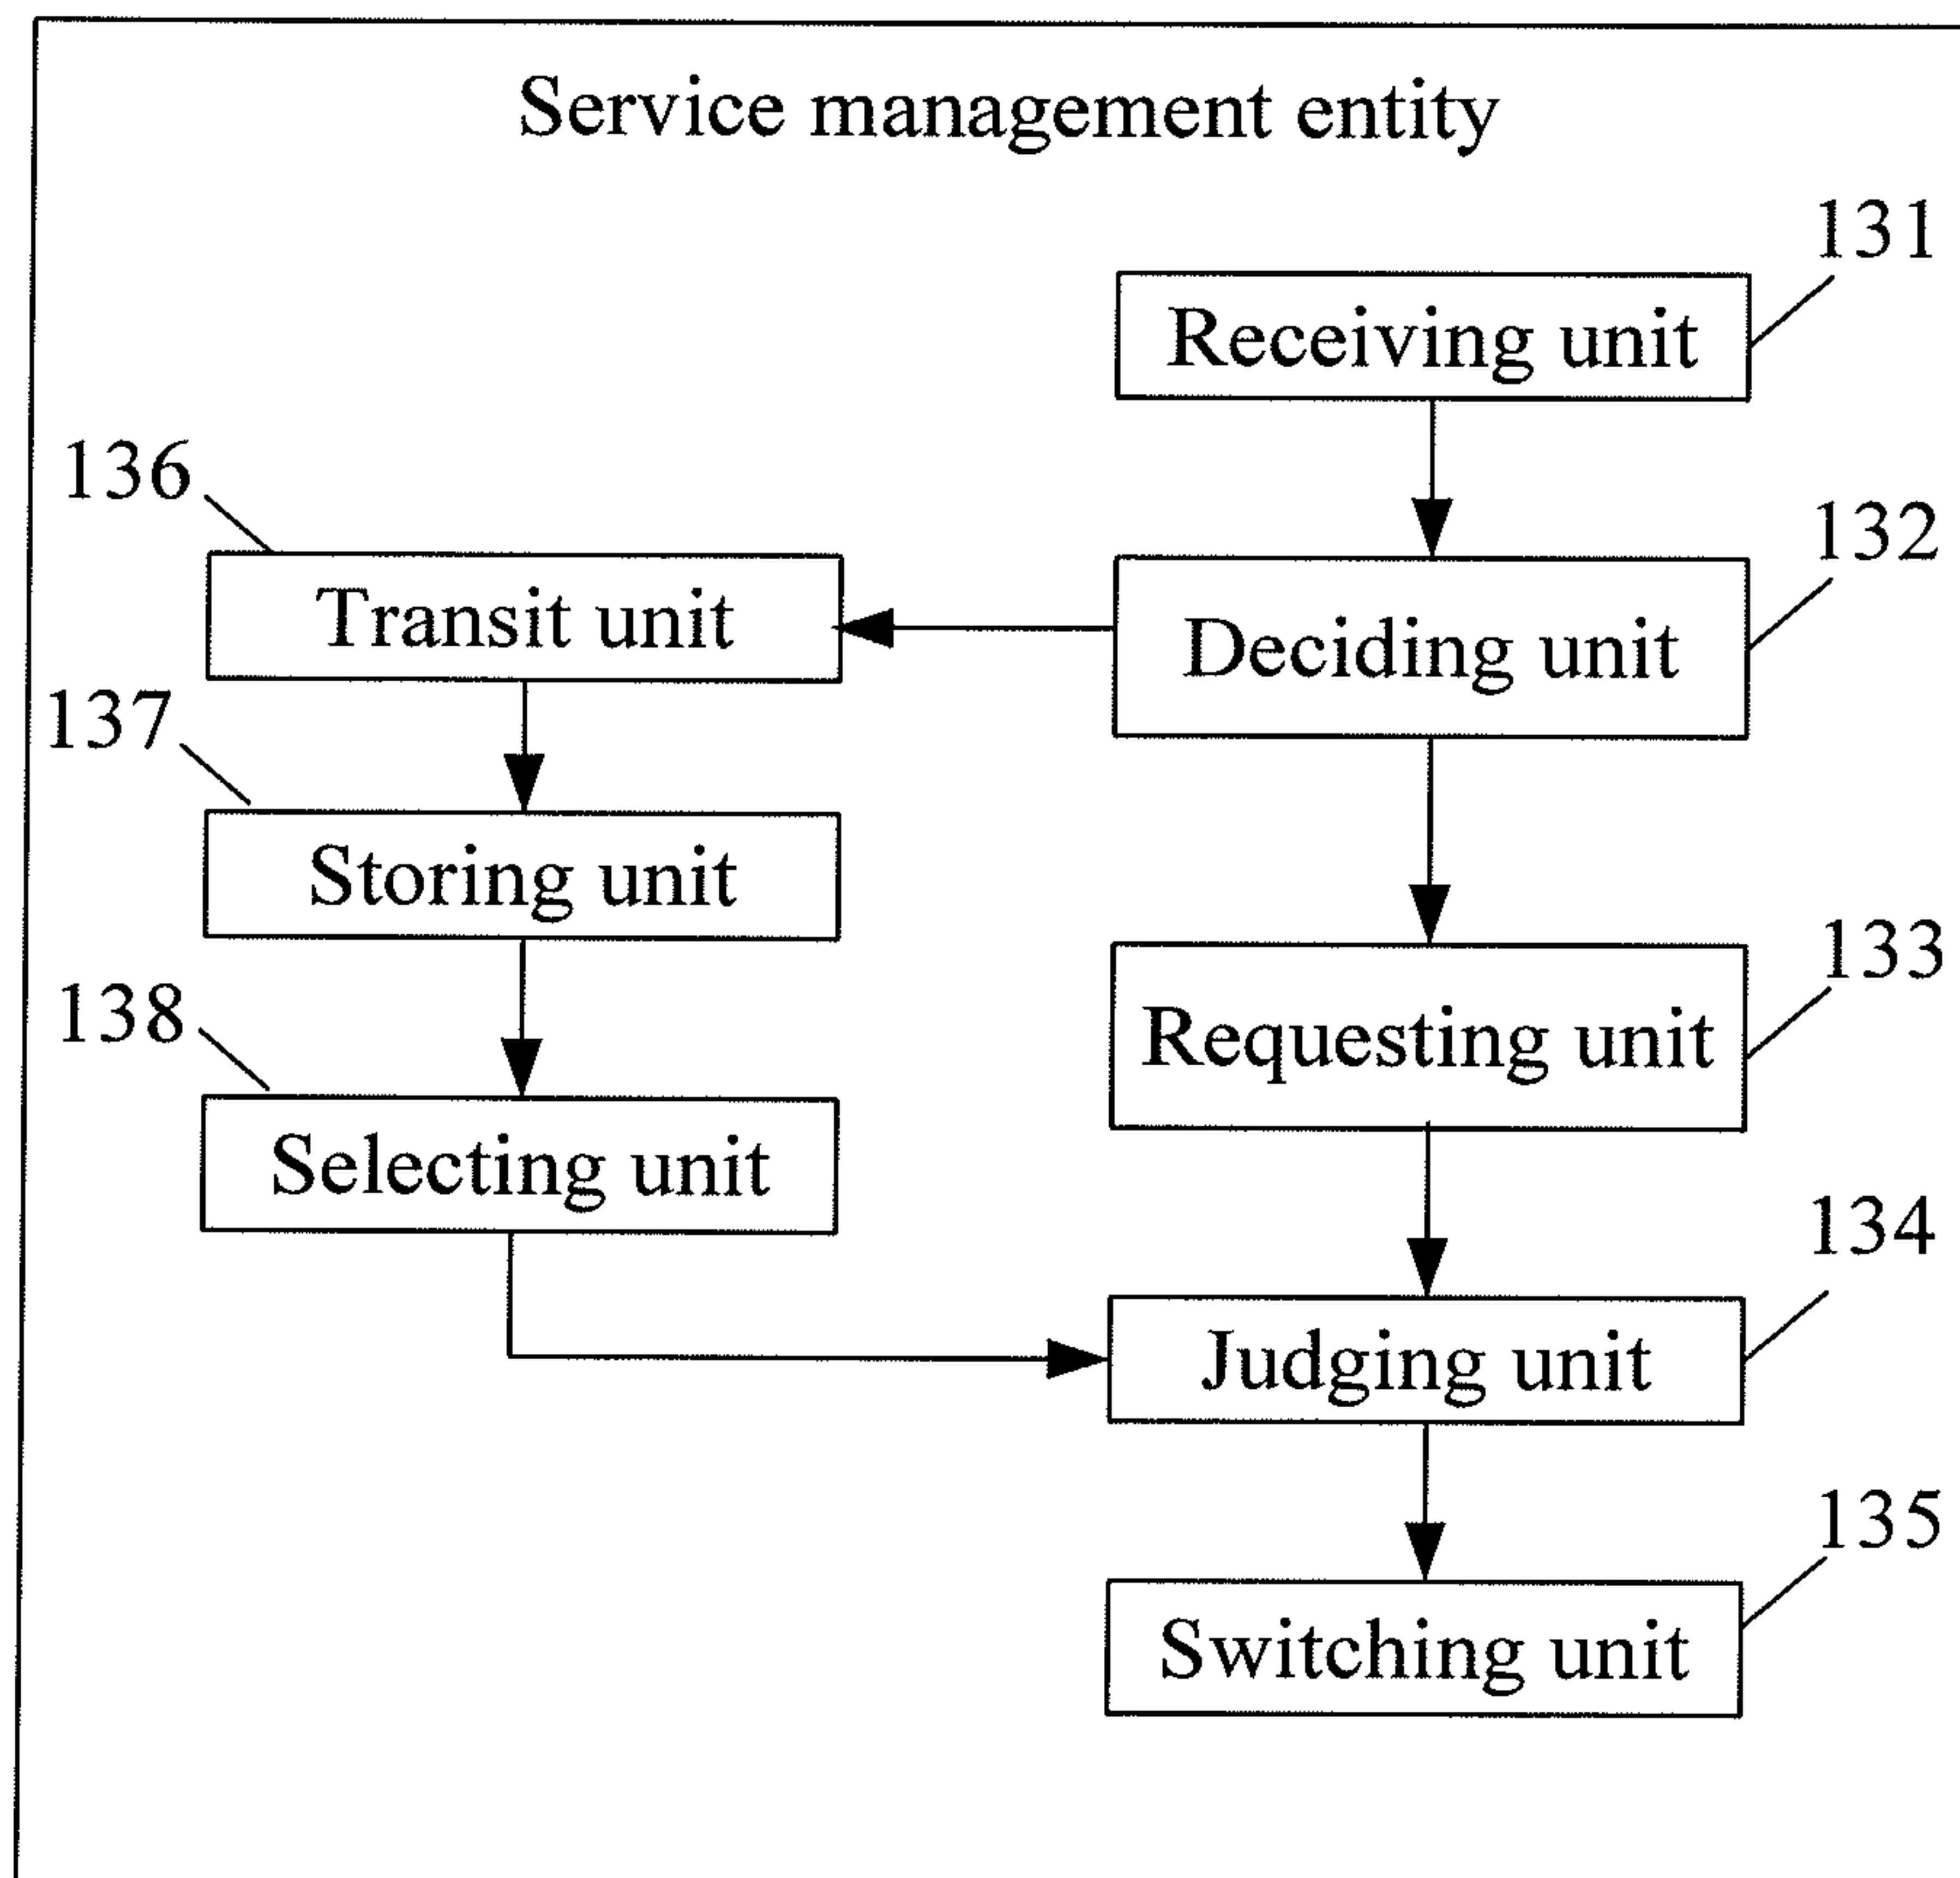 Service management entity
131
Receiving unit
136
132
Transit unit
Deciding unit
137
Storing unit
133
138
Requesting unit
Selecting unit
134
Judging unit
135
Switching unit